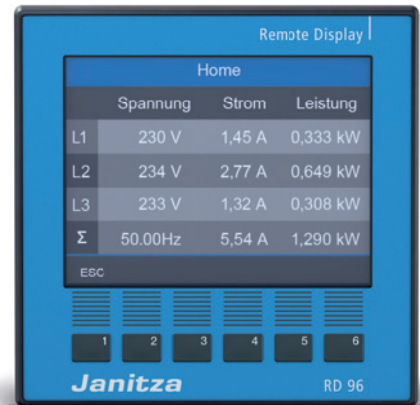 Remote Display
Home
Spannung Strom Leistung
L1 230 V 1,45 A 0,333 kW
L2 234 V 2,77 A 0,649 kW
L3 233 V 1,32 A 0,308 kW
Σ 50.00Hz 5,54 A 1,290 kW
ESC
1 2 3 4 5 6
Janitza RD 96